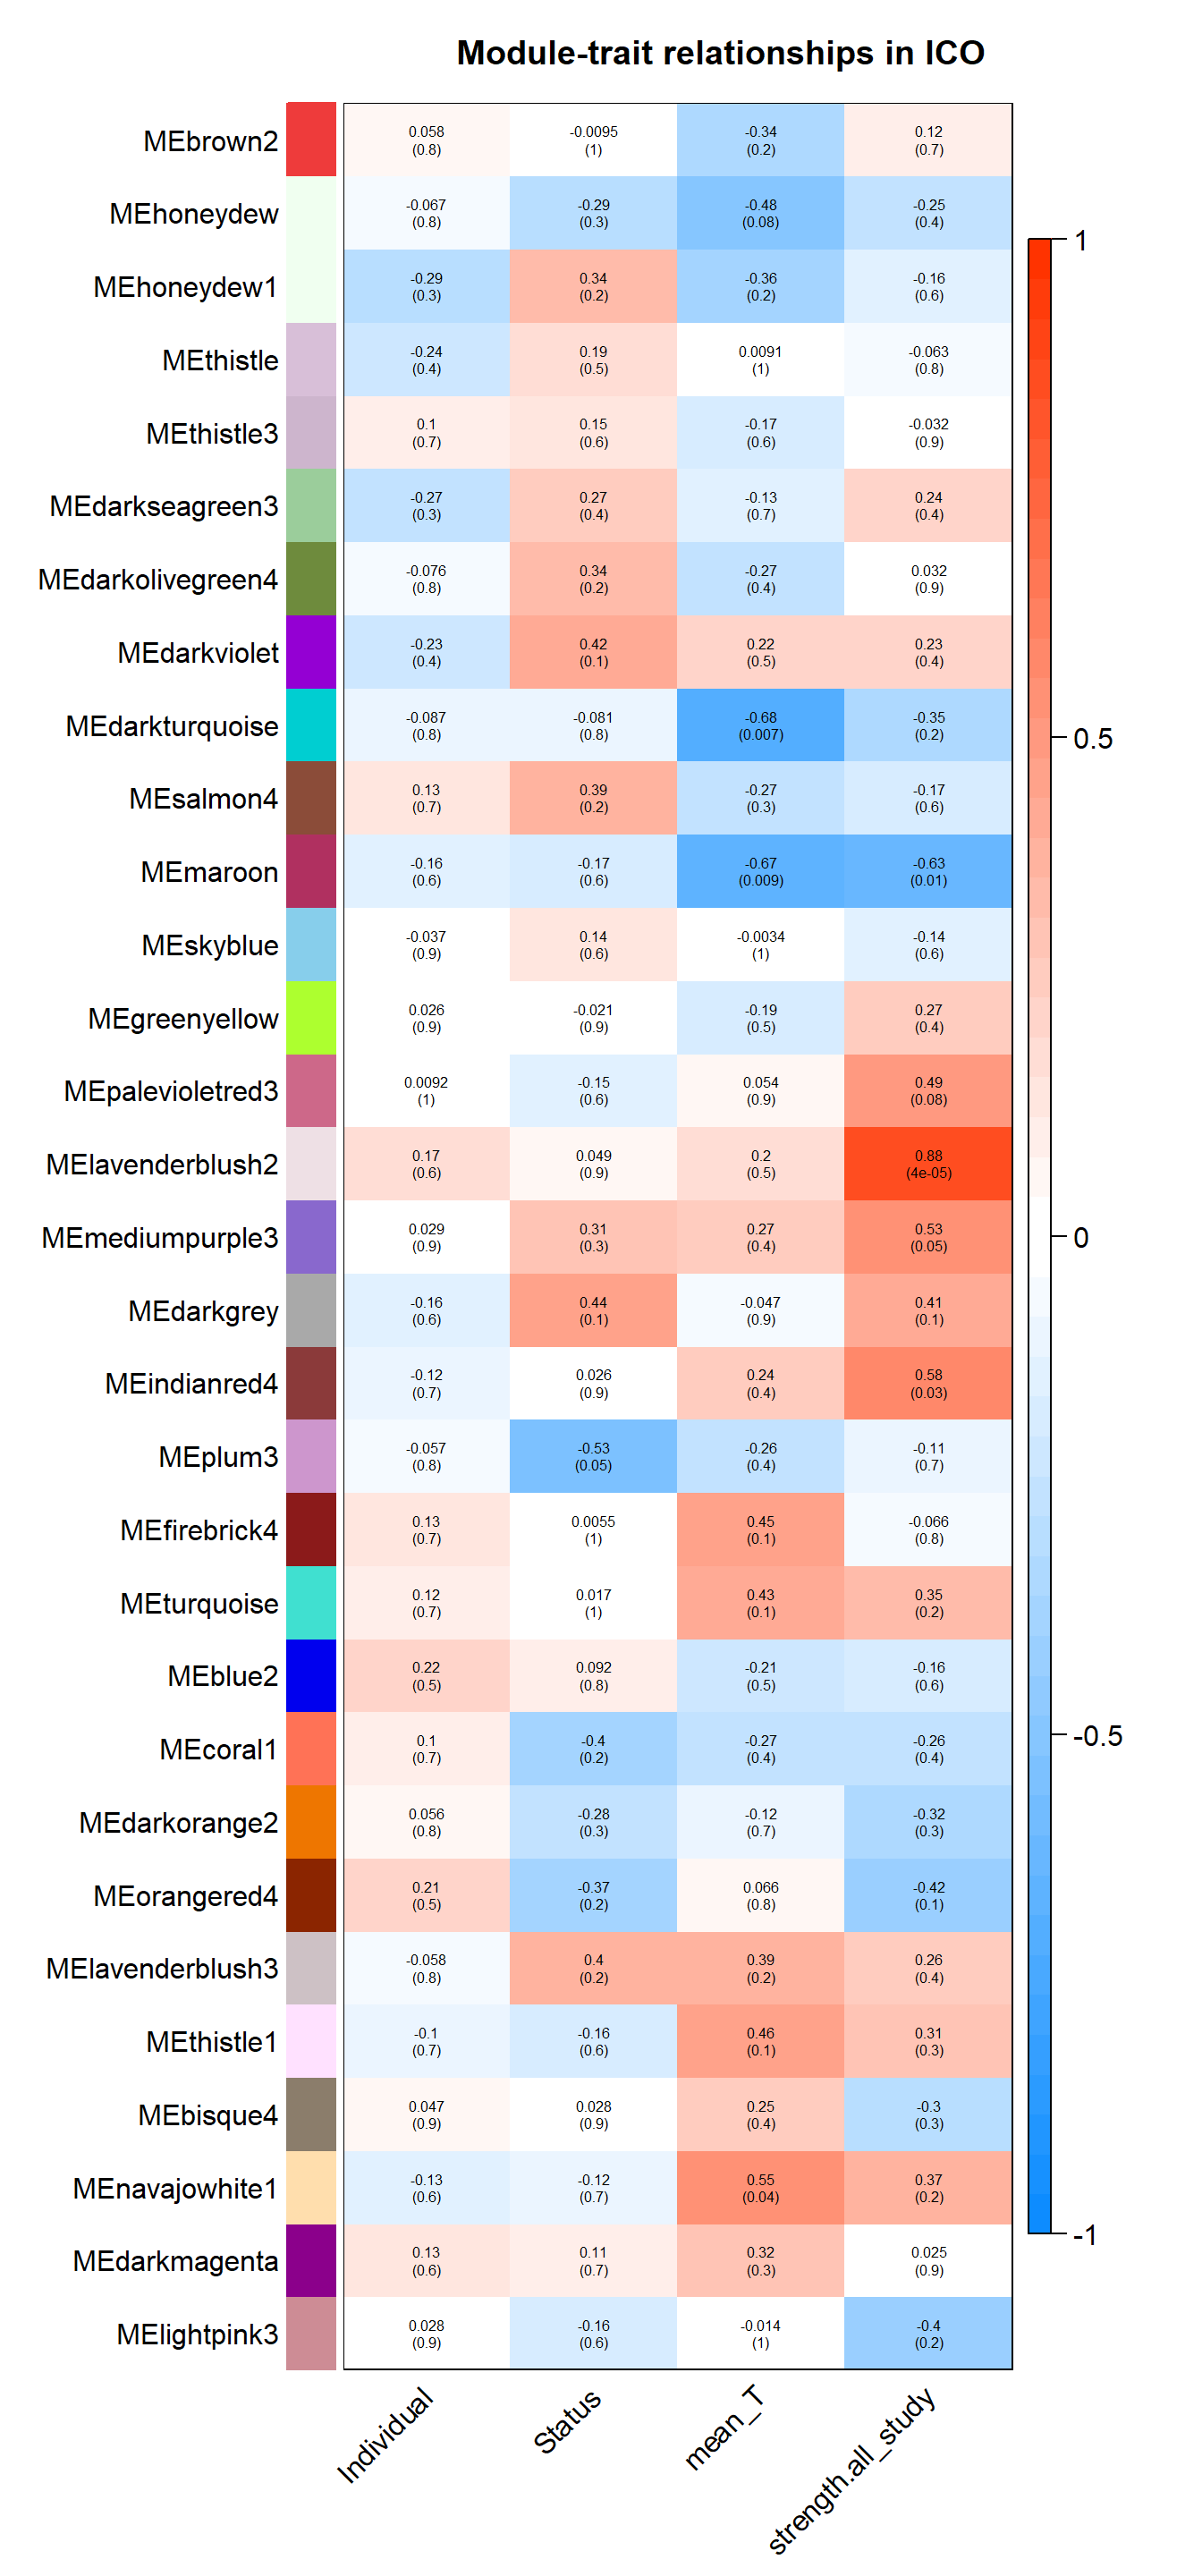 Module-trait relationships in ICO
MEbrown2 0.058 -0.0095 -0.34 0.12
(0.8) (1) (0.2) (0.7)
MEhoneydew -0.067 -0.29 -0.48 -0.25
(0.8) (0.3) (0.08) (0.4)
MEhoneydew1 -0.29 0.34 -0.36 -0.16
(0.3) (0.2) (0.2) (0.6)
MEthistle -0.24 0.19 0.0091 -0.063
(0.4) (0.5) (1) (0.8)
MEthistle3 0.1 0.15 -0.17 -0.032
(0.7) (0.6) (0.6) (0.9)
MEdarkseagreen3 -0.27 0.27 -0.13 0.24
(0.3) (0.4) (0.7) (0.4)
MEdarkolivegreen4 -0.076 0.34 -0.27 0.032
(0.8) (0.2) (0.4) (0.9)
MEdarkviolet -0.23 0.42 0.22 0.23
(0.4) (0.1) (0.5) (0.4)
MEdarkturquoise -0.087 -0.081 -0.68 -0.35
(0.8) (0.8) (0.007) (0.2)
MEsalmon4 0.13 0.39 -0.27 -0.17
(0.7) (0.2) (0.3) (0.6)
MEmaroon -0.16 -0.17 -0.67 -0.63
(0.6) (0.6) (0.009) (0.01)
MEskyblue -0.037 0.14 -0.0034 -0.14
(0.9) (0.6) (1) (0.6)
MEgreenyellow 0.026 -0.021 -0.19 0.27
(0.9) (0.9) (0.5) (0.4)
MEpalevioletred3 0.0092 -0.15 0.054 0.49
(1) (0.6) (0.9) (0.08)
MElavenderblush2 0.17 0.049 0.2 0.88
(0.6) (0.9) (0.5) (4e-05)
MEmediumpurple3 0.029 0.31 0.27 0.53
(0.9) (0.3) (0.4) (0.05)
MEdarkgrey -0.16 0.44 -0.047 0.41
(0.6) (0.1) (0.9) (0.1)
MEindianred4 -0.12 0.026 0.24 0.58
(0.7) (0.9) (0.4) (0.03)
MEplum3 -0.057 -0.53 -0.26 -0.11
(0.8) (0.05) (0.4) (0.7)
MEfirebrick4 0.13 0.0055 0.45 -0.066
(0.7) (1) (0.1) (0.8)
MEturquoise 0.12 0.017 0.43 0.35
(0.7) (1) (0.1) (0.2)
MEblue2 0.22 0.092 -0.21 -0.16
(0.5) (0.8) (0.5) (0.6)
MEcoral1 0.1 -0.4 -0.27 -0.26
(0.7) (0.2) (0.4) (0.4)
MEdarkorange2 0.056 -0.28 -0.12 -0.32
(0.8) (0.3) (0.7) (0.3)
MEorangered4 0.21 -0.37 0.066 -0.42
(0.5) (0.2) (0.8) (0.1)
MElavenderblush3 -0.058 0.4 0.39 0.26
(0.8) (0.2) (0.2) (0.4)
MEthistle1 -0.1 -0.16 0.46 0.31
(0.7) (0.6) (0.1) (0.3)
MEbisque4 0.047 0.028 0.25 -0.3
(0.9) (0.9) (0.4) (0.3)
MEnavajowhite1 -0.13 -0.12 0.55 0.37
(0.6) (0.7) (0.04) (0.2)
MEdarkmagenta 0.13 0.11 0.32 0.025
(0.6) (0.7) (0.3) (0.9)
MElightpink3 0.028 -0.16 -0.014 -0.4
(0.9) (0.6) (1) (0.2)
Individual
Status
mean_T
strength.all_study
1
0.5
0
-0.5
-1